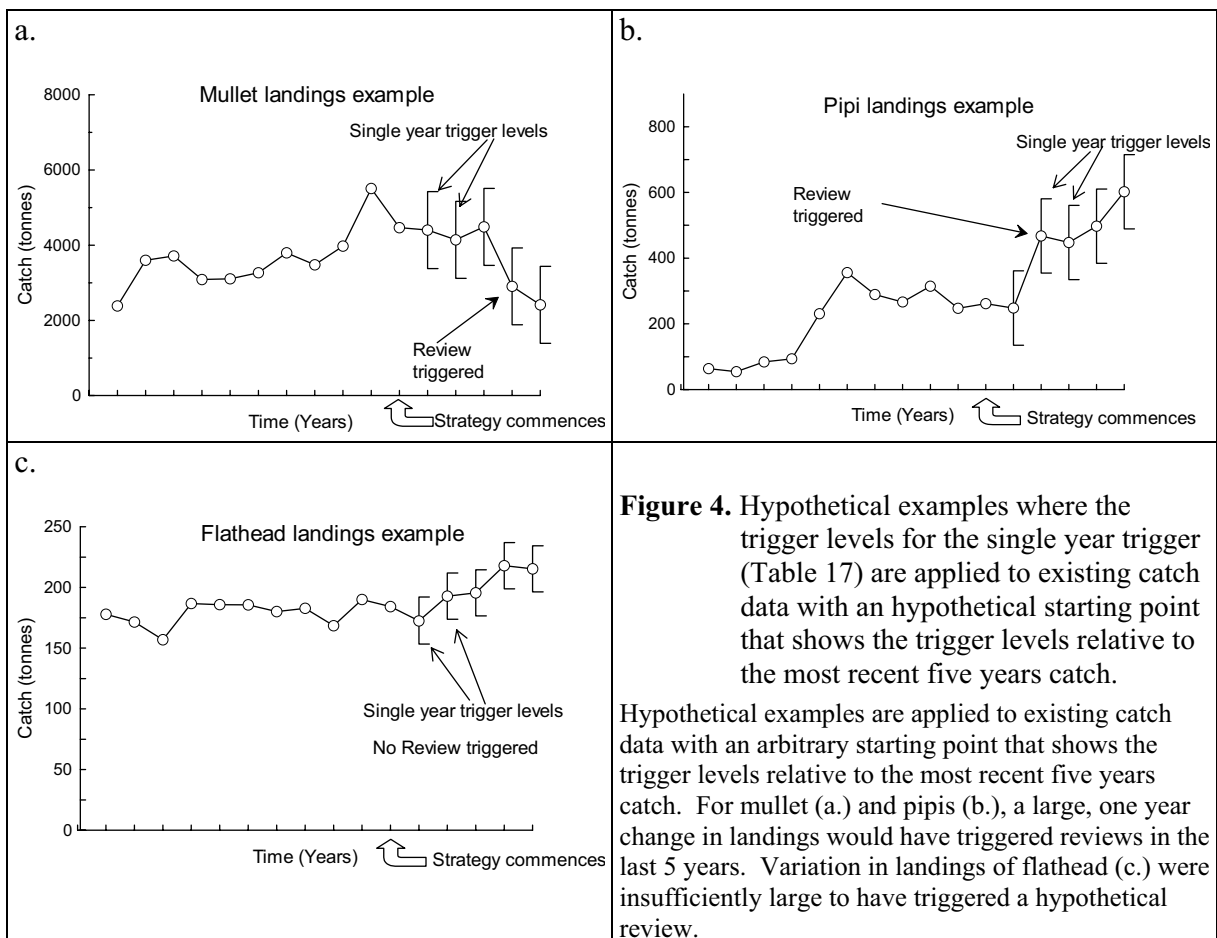 a.
Mullet landings example
8000
6000
4000
2000
0
Catch (tonnes)
Single year trigger levels
Review
triggered
Time (Years)
Strategy commences
b.
Pipi landings example
800
600
400
200
0
Catch (tonnes)
Single year trigger levels
Review
triggered
Time (Years)
Strategy commences
c.
Flathead landings example
250
200
150
100
50
0
Catch (tonnes)
Single year trigger levels
No Review triggered
Time (Years)
Strategy commences
Figure 4. Hypothetical examples where the
trigger levels for the single year trigger
(Table 17) are applied to existing catch
data with an hypothetical starting point
that shows the trigger levels relative to
the most recent five years catch.
Hypothetical examples are applied to existing catch
data with an arbitrary starting point that shows the
trigger levels relative to the most recent five years
catch. For mullet (a.) and pipis (b.), a large, one year
change in landings would have triggered reviews in the
last 5 years. Variation in landings of flathead (c.) were
insufficiently large to have triggered a hypothetical
review.